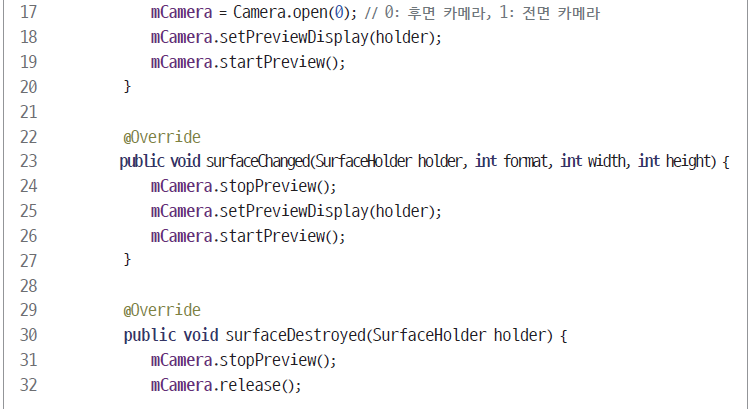 17 mCamera = Camera.open(0); // 0: 후면 카메라, 1: 전면 카메라
18 mCamera.setPreviewDisplay(holder);
19 mCamera.startPreview();
20 }
21
22 @Override
23 public void surfaceChanged(SurfaceHolder holder, int format, int width, int height) {
24 mCamera.stopPreview();
25 mCamera.setPreviewDisplay(holder);
26 mCamera.startPreview();
27 }
28
29 @Override
30 public void surfaceDestroyed(SurfaceHolder holder) {
31 mCamera.stopPreview();
32 mCamera.release();